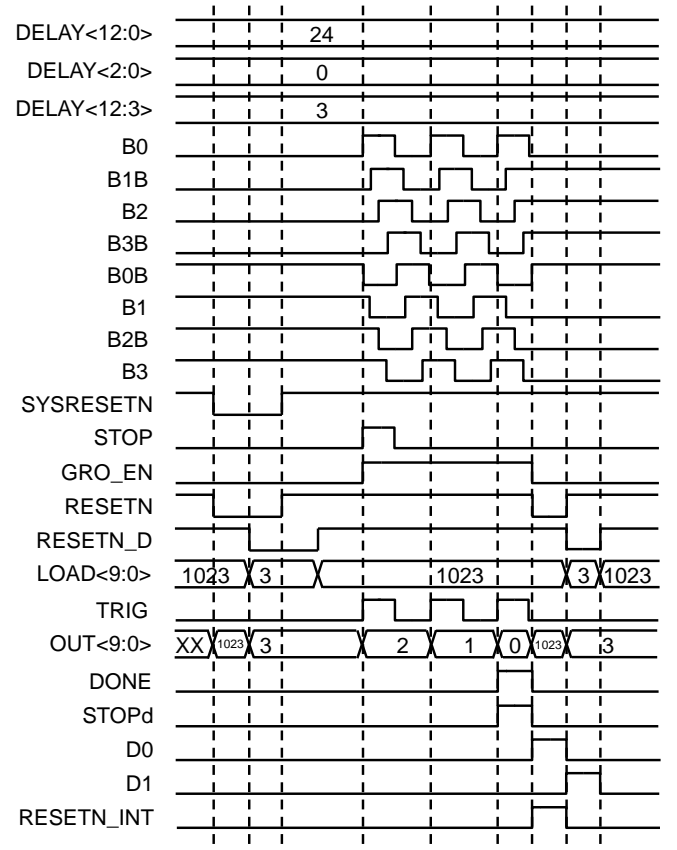 DELAY<12:0> 24
DELAY<2:0> 0
DELAY<12:3> 3
B0
B1B
B2
B3B
B0B
B1
B2B
B3
SYSRESETN
STOP
GRO_EN
RESETN
RESETN_D
LOAD<9:0> 1023 3 1023 3 1023
TRIG
OUT<9:0> XX 1023 3 2 1 0 1023 3
DONE
STOPd
D0
D1
RESETN_INT